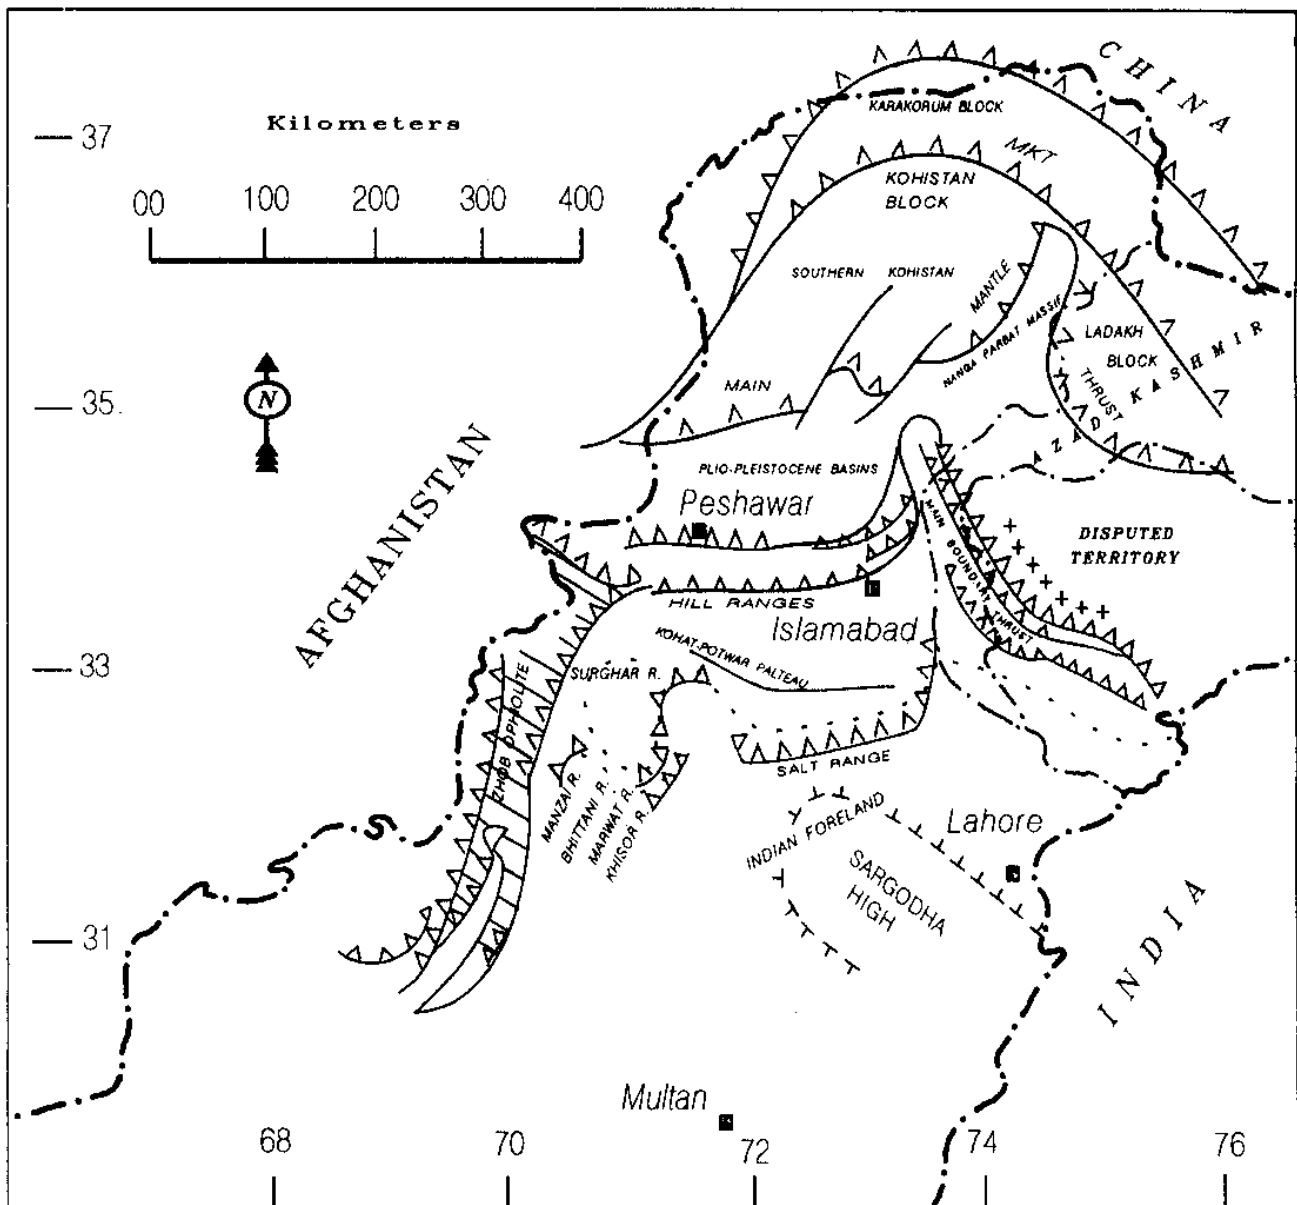 CHINA
37
Kilometers
00 100 200 300 400
KARAKORUM BLOCK
MKT
KOHISTAN
BLOCK
SOUTHERN KOHISTAN
MAIN
MANTLE
THRUST
NANGA PARBAT MASSIF
LADAKH
BLOCK
AZAD KASHMIR
N
35.
AFGHANISTAN
PLIO-PLEISTOCENE BASINS
Peshawar
MAIN BOUNDARY THRUST
DISPUTED
TERRITORY
HILL RANGES
Islamabad
33
KOHAT-POTWAR PALTEAU
SURGHAR R.
ZHOB OPHIOLITE
MANZAI R.
BHITTANI R.
MARWAT R.
KHISOR R.
SALT RANGE
INDIAN FORELAND
SARGODHA
HIGH
Lahore
31
INDIA
Multan
68 70 72 74 76